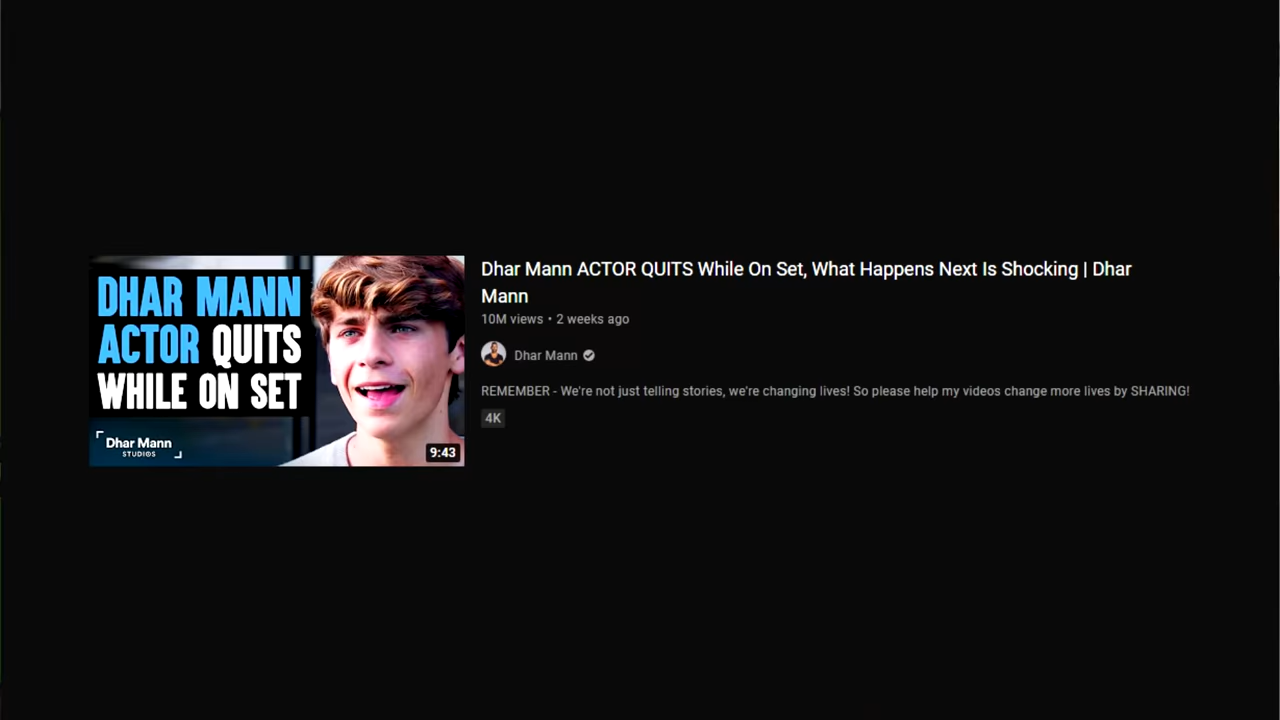 DHAR MANN
ACTOR QUITS
WHILE ON SET
Dhar Mann
STUDIOS
9:43
Dhar Mann ACTOR QUITS While On Set, What Happens Next Is Shocking | Dhar
Mann
10M views • 2 weeks ago
Dhar Mann
REMEMBER - We're not just telling stories, we're changing lives! So please help my videos change more lives by SHARING!
4K